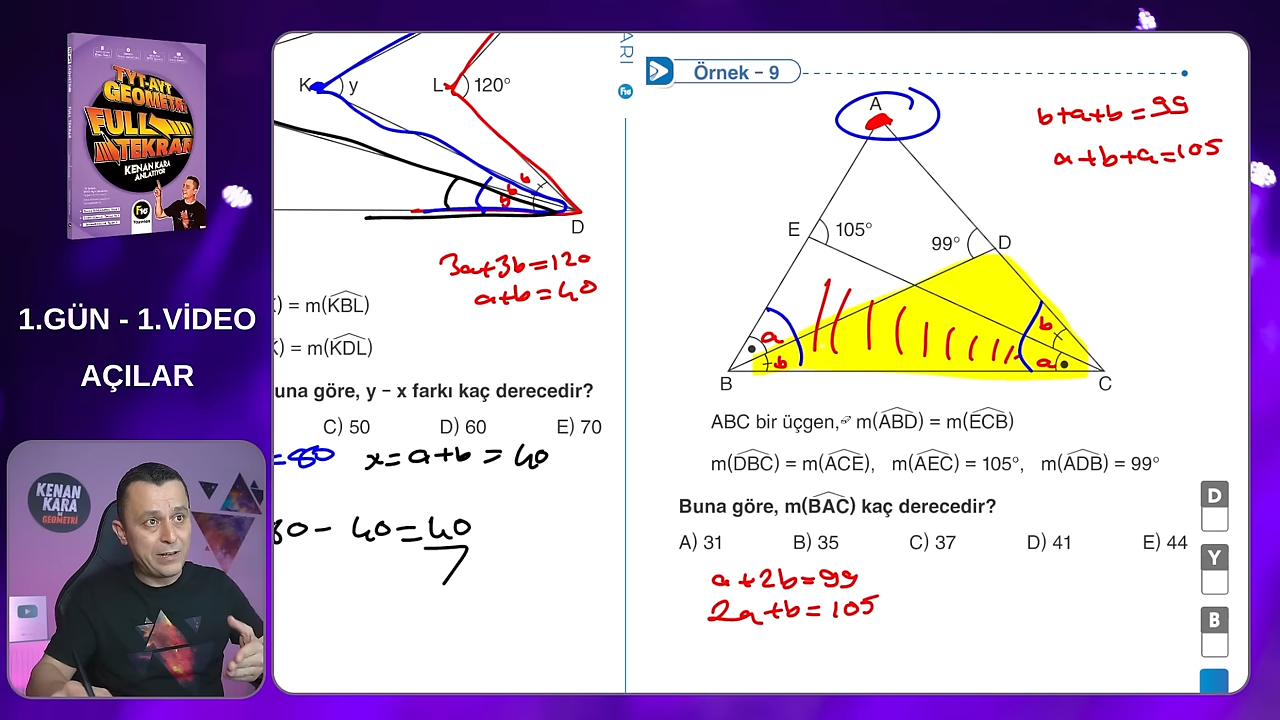 TYT-AYT
GEOMETRİ
FULL
TEKRAR
KENAN KARA
ANLATIYOR
1.GÜN - 1.VİDEO
AÇILAR
KENAN
KARA
GEOMETRİ
K
y
L
120°
b
b
D
3a+3b=120
a+b=40
) = m(KBL)
) = m(KDL)
una göre, y – x farkı kaç derecedir?
C) 50 D) 60 E) 70
=80 x=a+b=40
80-40=40
ARI
Örnek – 9
b+a+b=99
a+b+a=105
A
E
105°
99°
D
a
b
b
a
B
C
ABC bir üçgen, m(ABD) = m(ECB)
m(DBC) = m(ACE), m(AEC) = 105°, m(ADB) = 99°
Buna göre, m(BAC) kaç derecedir?
A) 31 B) 35 C) 37 D) 41 E) 44
a+2b=99
2a+b=105
D
Y
B